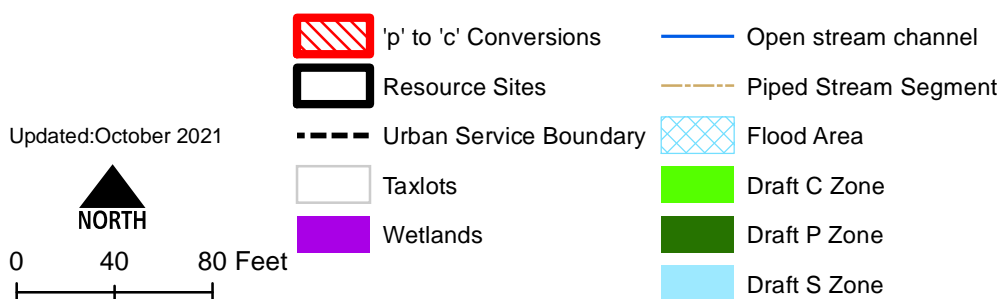 Updated:October 2021
NORTH
0 40 80 Feet
'p' to 'c' Conversions
Resource Sites
Urban Service Boundary
Taxlots
Wetlands
Open stream channel
Piped Stream Segment
Flood Area
Draft C Zone
Draft P Zone
Draft S Zone